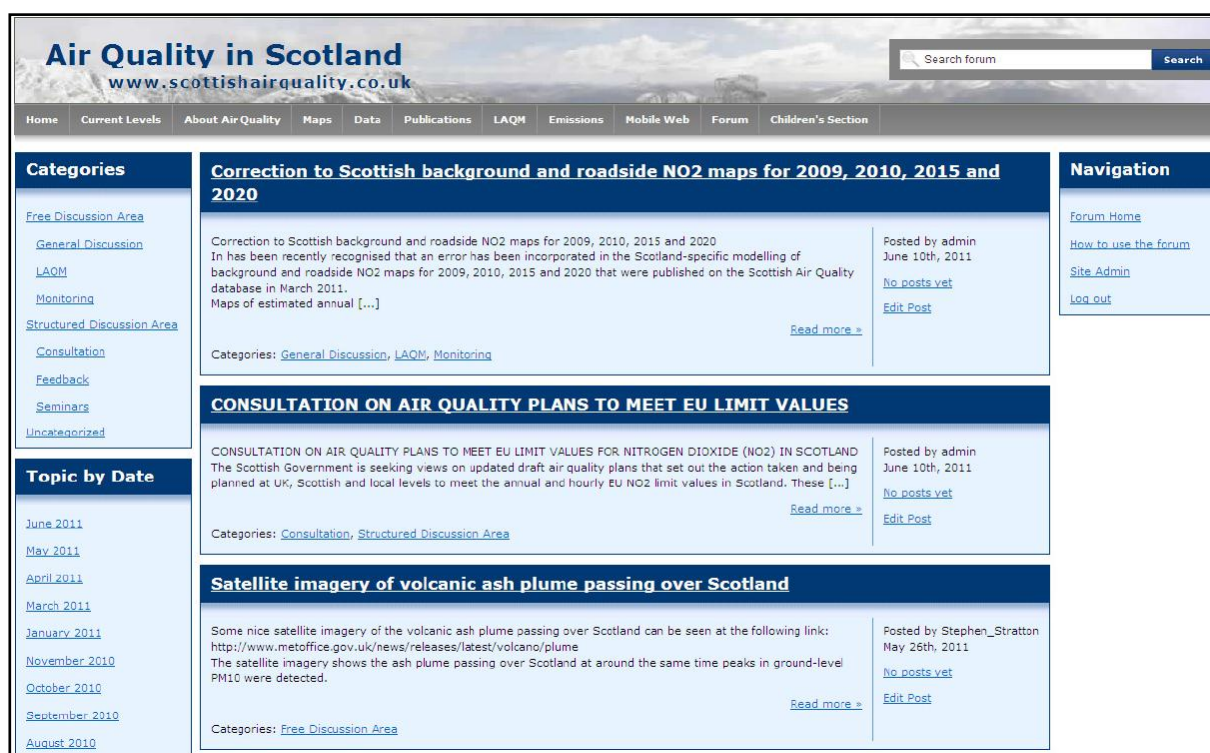 Air Quality in Scotland
www.scottishairquality.co.uk
Search forum
Search
Home
Current Levels
About Air Quality
Maps
Data
Publications
LAQM
Emissions
Mobile Web
Forum
Children's Section
Categories
Free Discussion Area
General Discussion
LAQM
Monitoring
Structured Discussion Area
Consultation
Feedback
Seminars
Uncategorized
Topic by Date
June 2011
May 2011
April 2011
March 2011
January 2011
November 2010
October 2010
September 2010
August 2010
Correction to Scottish background and roadside NO2 maps for 2009, 2010, 2015 and
2020
Correction to Scottish background and roadside NO2 maps for 2009, 2010, 2015 and 2020
In has been recently recognised that an error has been incorporated in the Scotland-specific modelling of
background and roadside NO2 maps for 2009, 2010, 2015 and 2020 that were published on the Scottish Air Quality
database in March 2011.
Maps of estimated annual [...]
Read more »
Categories: General Discussion, LAQM, Monitoring
Posted by admin
June 10th, 2011
No posts yet
Edit Post
CONSULTATION ON AIR QUALITY PLANS TO MEET EU LIMIT VALUES
CONSULTATION ON AIR QUALITY PLANS TO MEET EU LIMIT VALUES FOR NITROGEN DIOXIDE (NO2) IN SCOTLAND
The Scottish Government is seeking views on updated draft air quality plans that set out the action taken and being
planned at UK, Scottish and local levels to meet the annual and hourly EU NO2 limit values in Scotland. These [...]
Read more »
Categories: Consultation, Structured Discussion Area
Posted by admin
June 10th, 2011
No posts yet
Edit Post
Satellite imagery of volcanic ash plume passing over Scotland
Some nice satellite imagery of the volcanic ash plume passing over Scotland can be seen at the following link:
http://www.metoffice.gov.uk/news/releases/latest/volcano/plume
The satellite imagery shows the ash plume passing over Scotland at around the same time peaks in ground-level
PM10 were detected.
Read more »
Categories: Free Discussion Area
Posted by Stephen_Stratton
May 26th, 2011
No posts yet
Edit Post
Navigation
Forum Home
How to use the forum
Site Admin
Log out